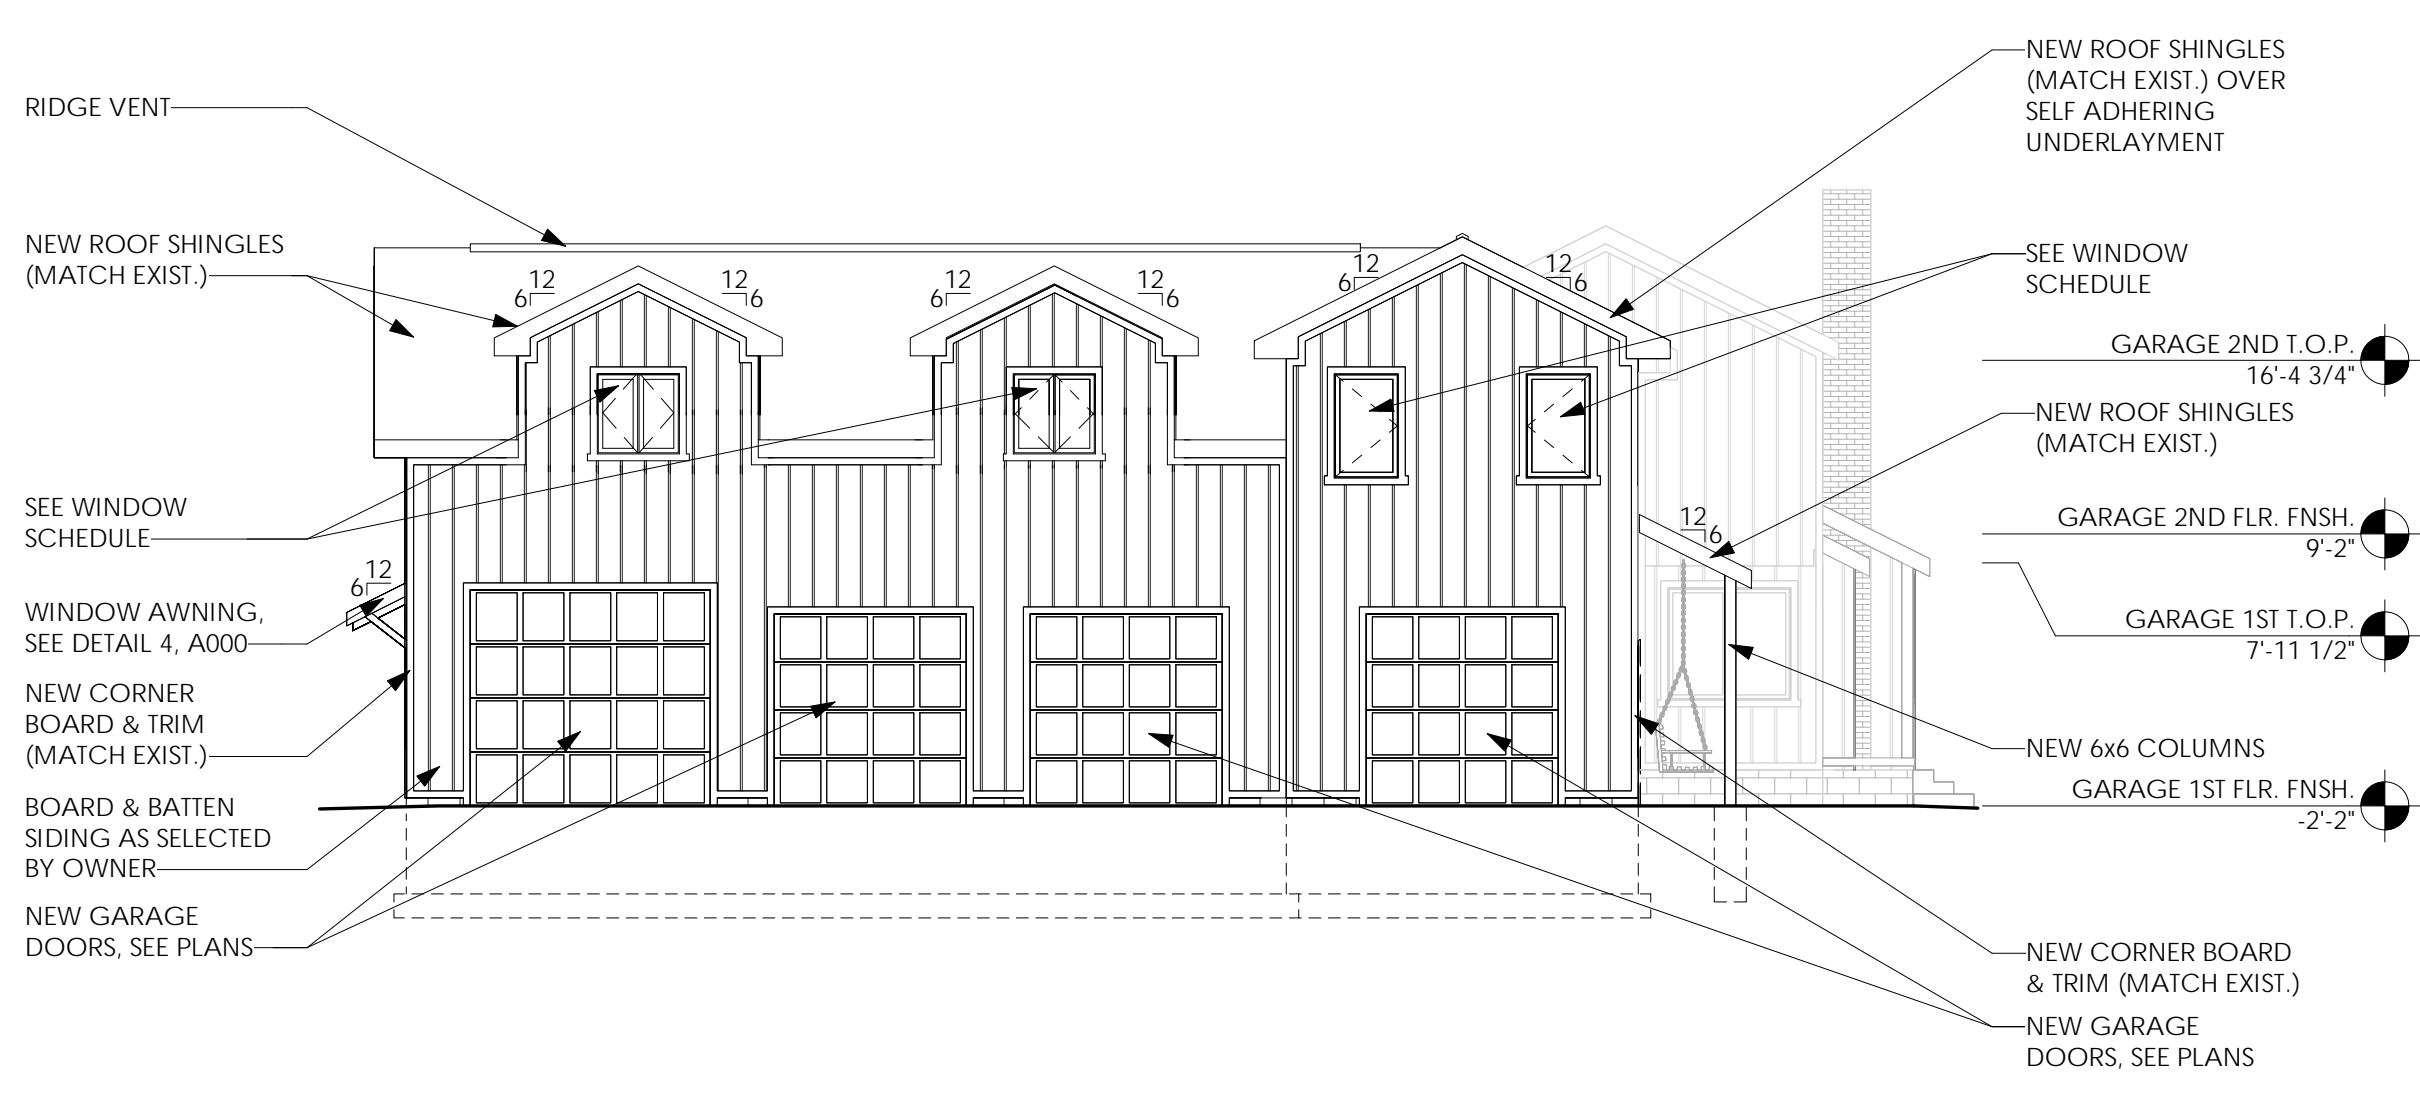 RIDGE VENT
NEW ROOF SHINGLES
(MATCH EXIST.)
SEE WINDOW
SCHEDULE
12
6
WINDOW AWNING,
SEE DETAIL 4, A000
NEW CORNER
BOARD & TRIM
(MATCH EXIST.)
BOARD & BATTEN
SIDING AS SELECTED
BY OWNER
NEW GARAGE
DOORS, SEE PLANS
12
6
12
6
12
6
12
6
12
6
12
6
12
6
NEW ROOF SHINGLES
(MATCH EXIST.) OVER
SELF ADHERING
UNDERLAYMENT
SEE WINDOW
SCHEDULE
GARAGE 2ND T.O.P.
16'-4 3/4"
NEW ROOF SHINGLES
(MATCH EXIST.)
GARAGE 2ND FLR. FNSH.
9'-2"
GARAGE 1ST T.O.P.
7'-11 1/2"
NEW 6x6 COLUMNS
GARAGE 1ST FLR. FNSH.
-2'-2"
NEW CORNER BOARD
& TRIM (MATCH EXIST.)
NEW GARAGE
DOORS, SEE PLANS